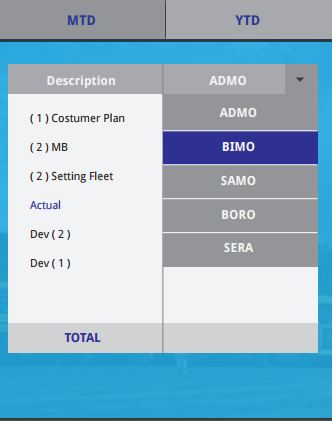 MTD YTD
Description ADMO
( 1 ) Costumer Plan ADMO
( 2 ) MB BIMO
( 2 ) Setting Fleet SAMO
Actual BORO
Dev ( 2 ) SERA
Dev ( 1 )
TOTAL